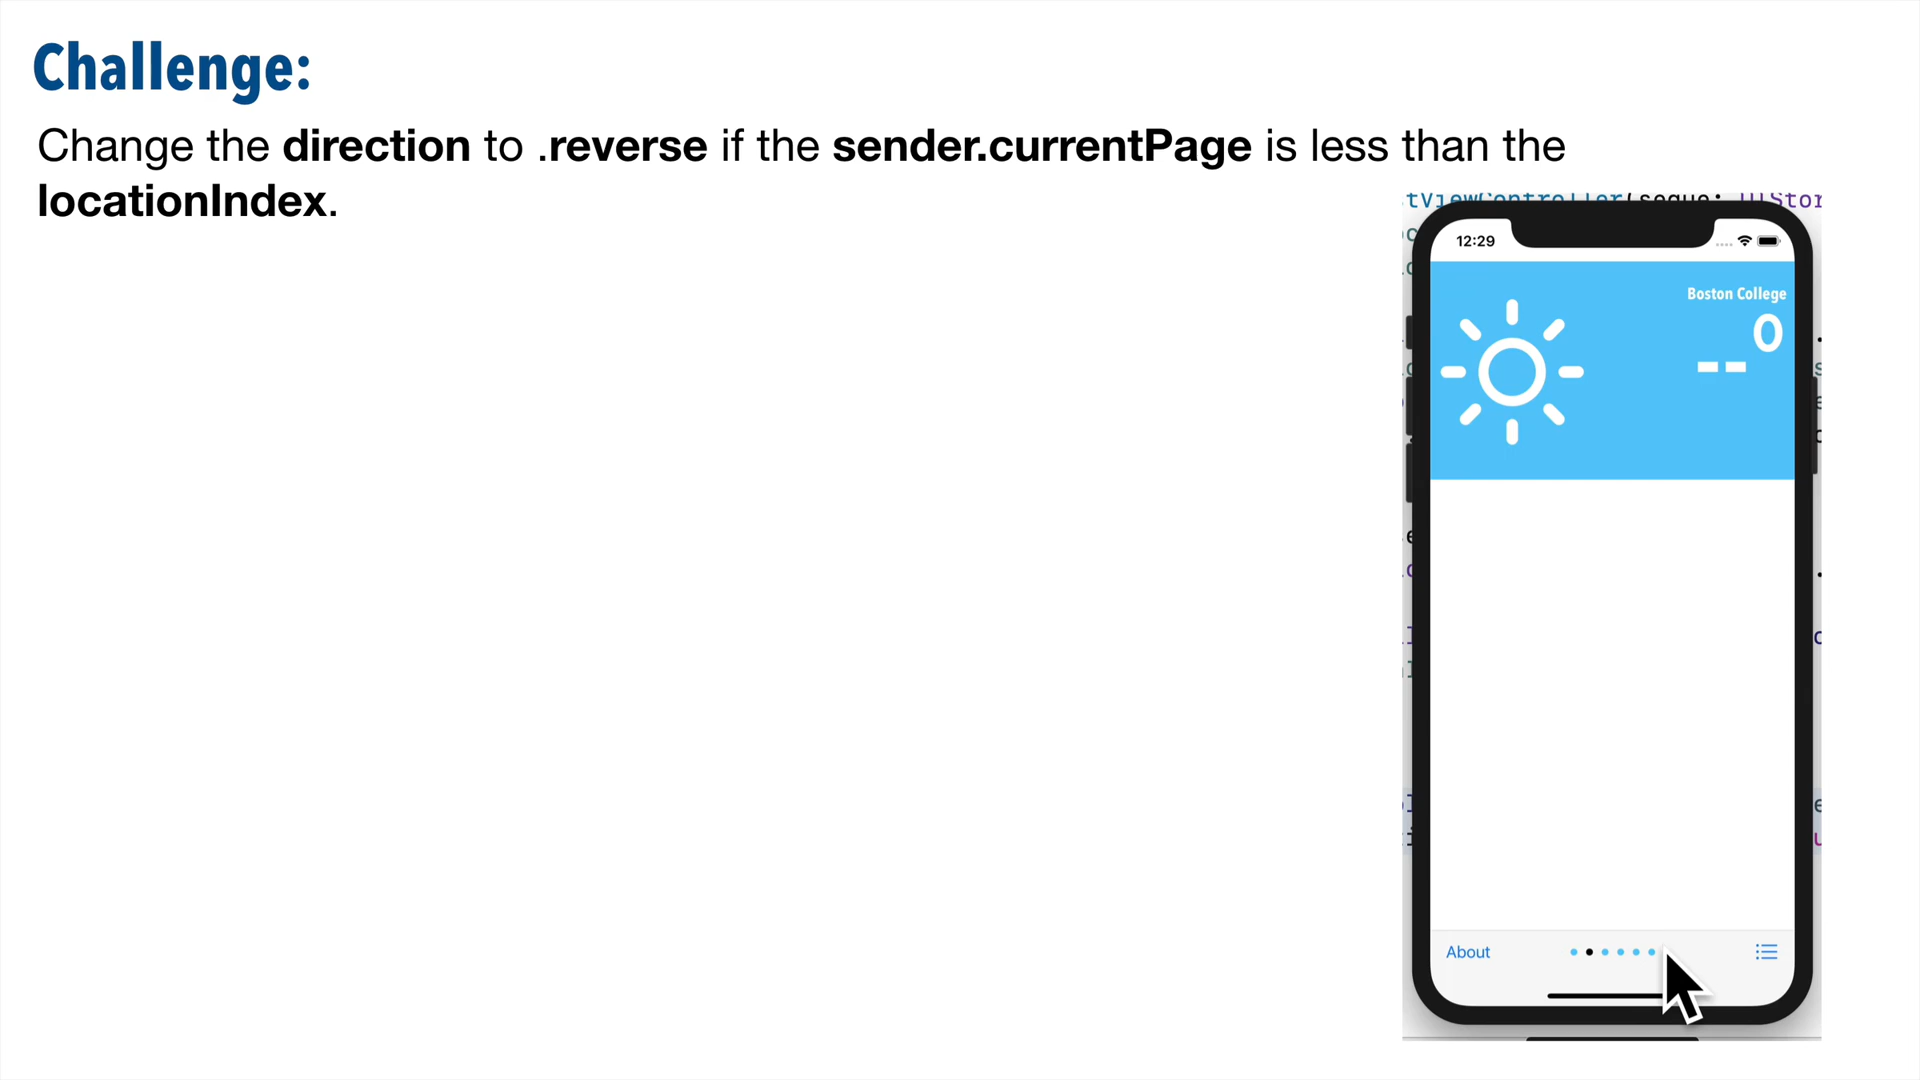 Challenge:
Change the direction to .reverse if the sender.currentPage is less than the
locationIndex.
12:29
Boston College
--°
About